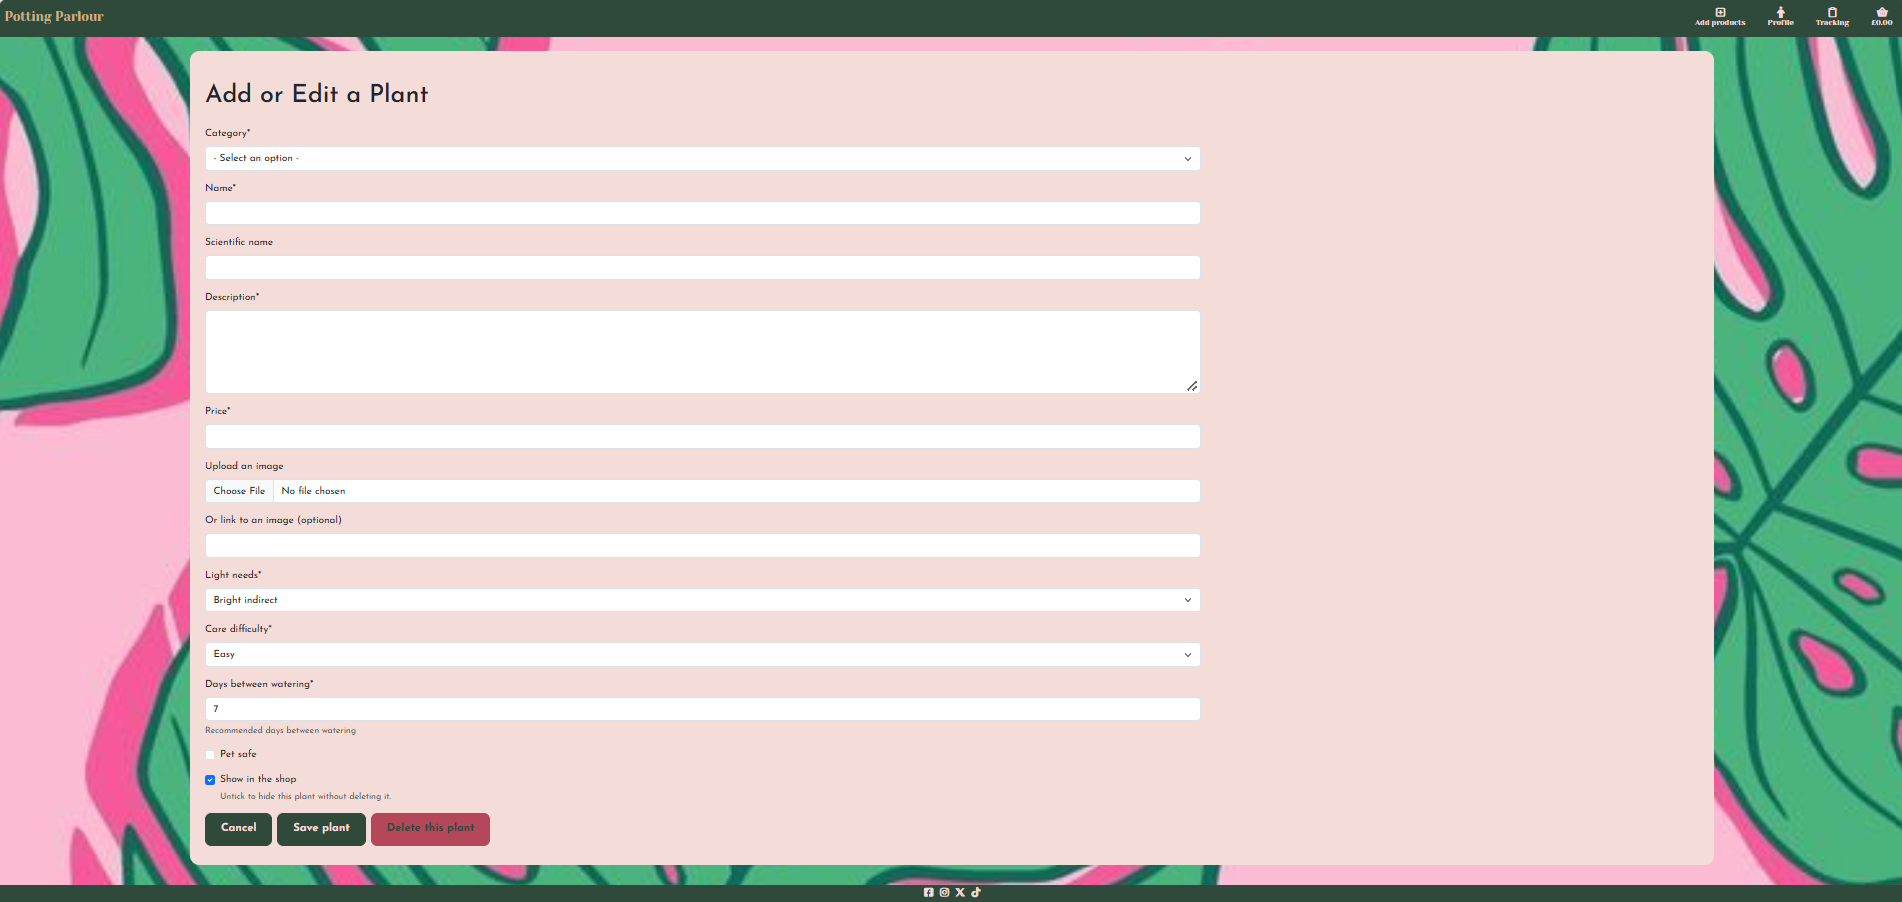 Potting Parlour
Add products
Profile
Tracking
£0.00
Add or Edit a Plant
Category*
- Select an option -
Name*
Scientific name
Description*
Price*
Upload an image
Choose File No file chosen
Or link to an image (optional)
Light needs*
Bright indirect
Care difficulty*
Easy
Days between watering*
7
Recommended days between watering
Pet safe
Show in the shop
Untick to hide this plant without deleting it.
Cancel Save plant Delete this plant